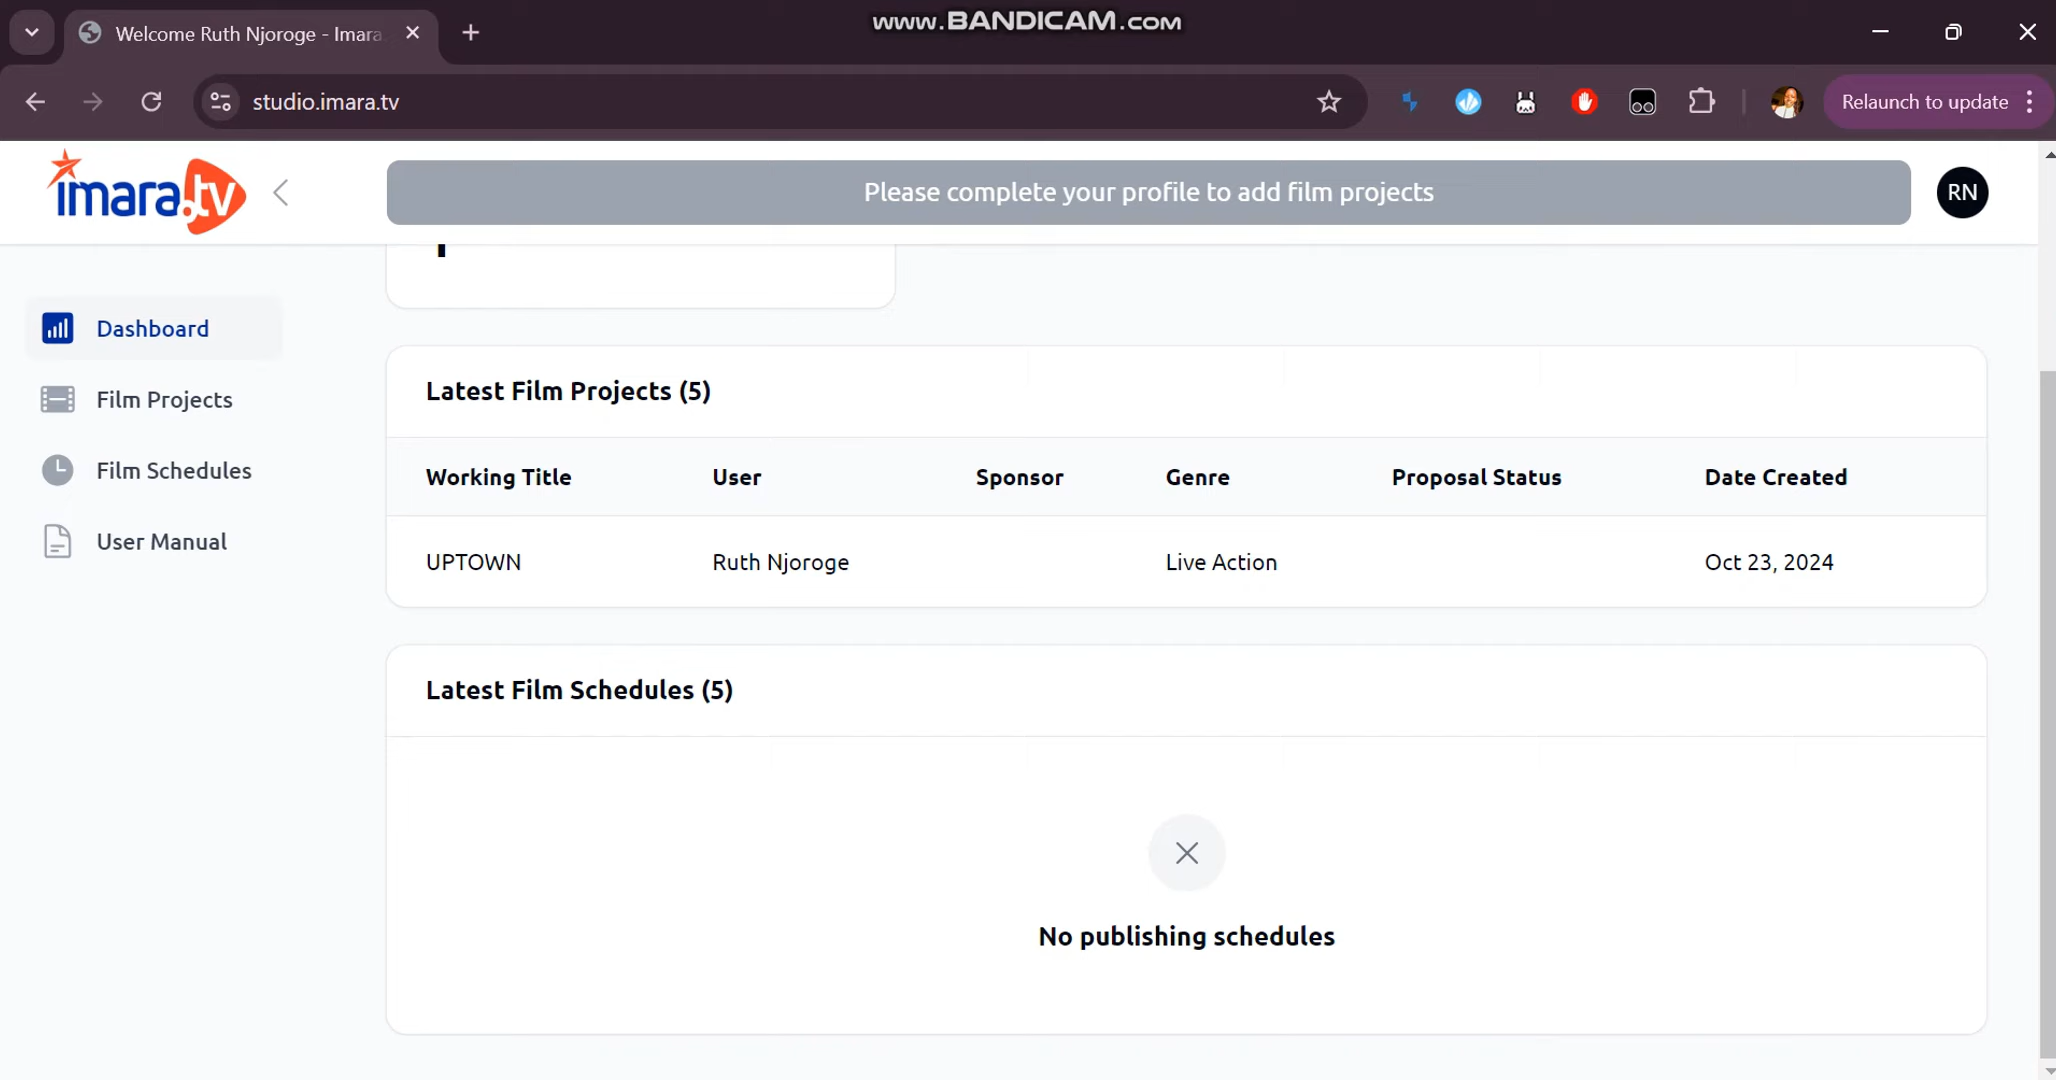 www.BANDICAM.com
Welcome Ruth Njoroge - Imara
studio.imara.tv
Relaunch to update
imara.tv
Please complete your profile to add film projects
RN
Dashboard
Film Projects
Film Schedules
User Manual
Latest Film Projects (5)
Working Title User Sponsor Genre Proposal Status Date Created
UPTOWN Ruth Njoroge Live Action Oct 23, 2024
Latest Film Schedules (5)
No publishing schedules